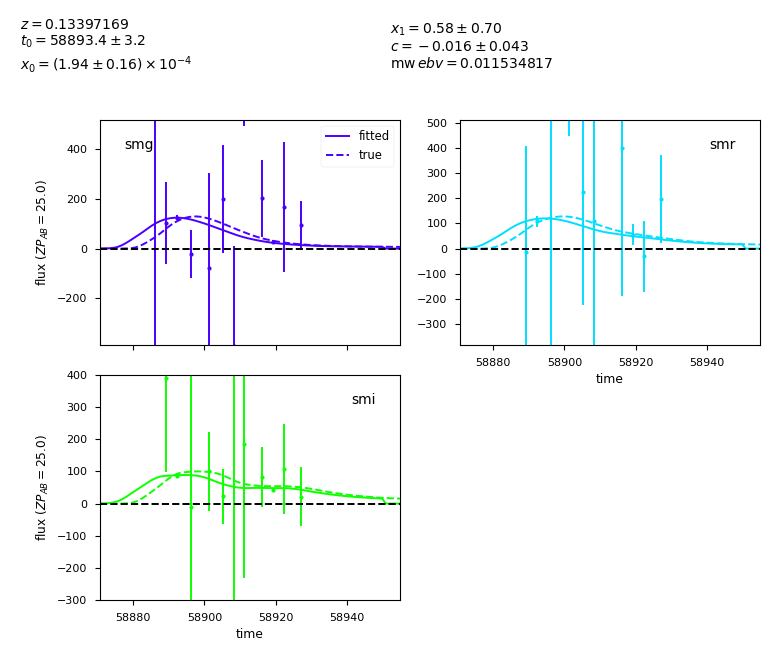 z = 0.13397169
t₀ = 58893.4 ± 3.2
x₀ = (1.94 ± 0.16) × 10⁻⁴
x₁ = 0.58 ± 0.70
c = −0.016 ± 0.043
mw ebv = 0.011534817
smg
fitted
true
400
200
0
−200
flux (ZP_AB = 25.0)
smr
500
400
300
200
100
0
−100
−200
−300
58880 58900 58920 58940
time
smi
400
300
200
100
0
−100
−200
−300
flux (ZP_AB = 25.0)
58880 58900 58920 58940
time